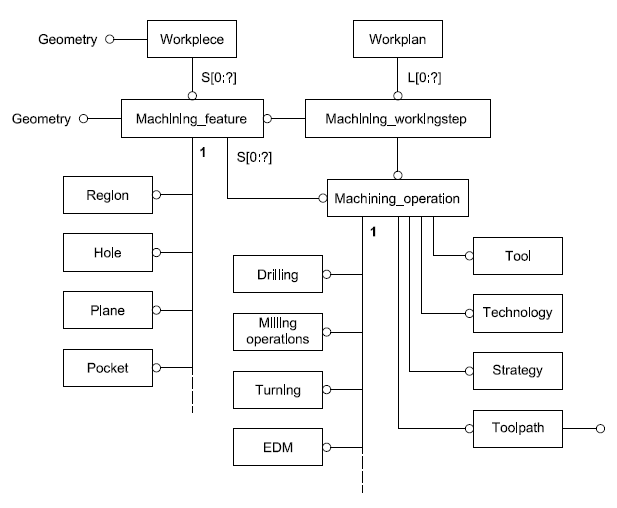 Geometry
Workpiece
Workplan
S[0:?]
L[0:?]
Geometry
Machining_feature
Machining_workingstep
1
S[0:?]
Region
Machining_operation
1
Hole
Drilling
Tool
Plane
Milling
operations
Technology
Pocket
Turning
Strategy
EDM
Toolpath